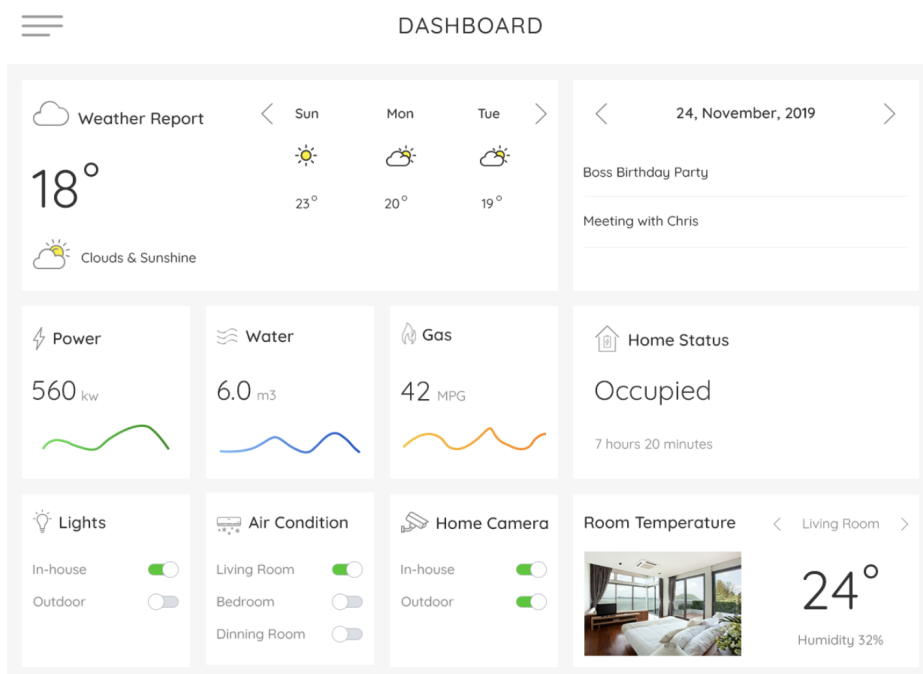 DASHBOARD
Weather Report
Sun Mon Tue
18°
23° 20° 19°
Clouds & Sunshine
24, November, 2019
Boss Birthday Party
Meeting with Chris
Power
560 kw
Water
6.0 m3
Gas
42 MPG
Home Status
Occupied
7 hours 20 minutes
Lights
In-house
Outdoor
Air Condition
Living Room
Bedroom
Dinning Room
Home Camera
In-house
Outdoor
Room Temperature
Living Room
24°
Humidity 32%